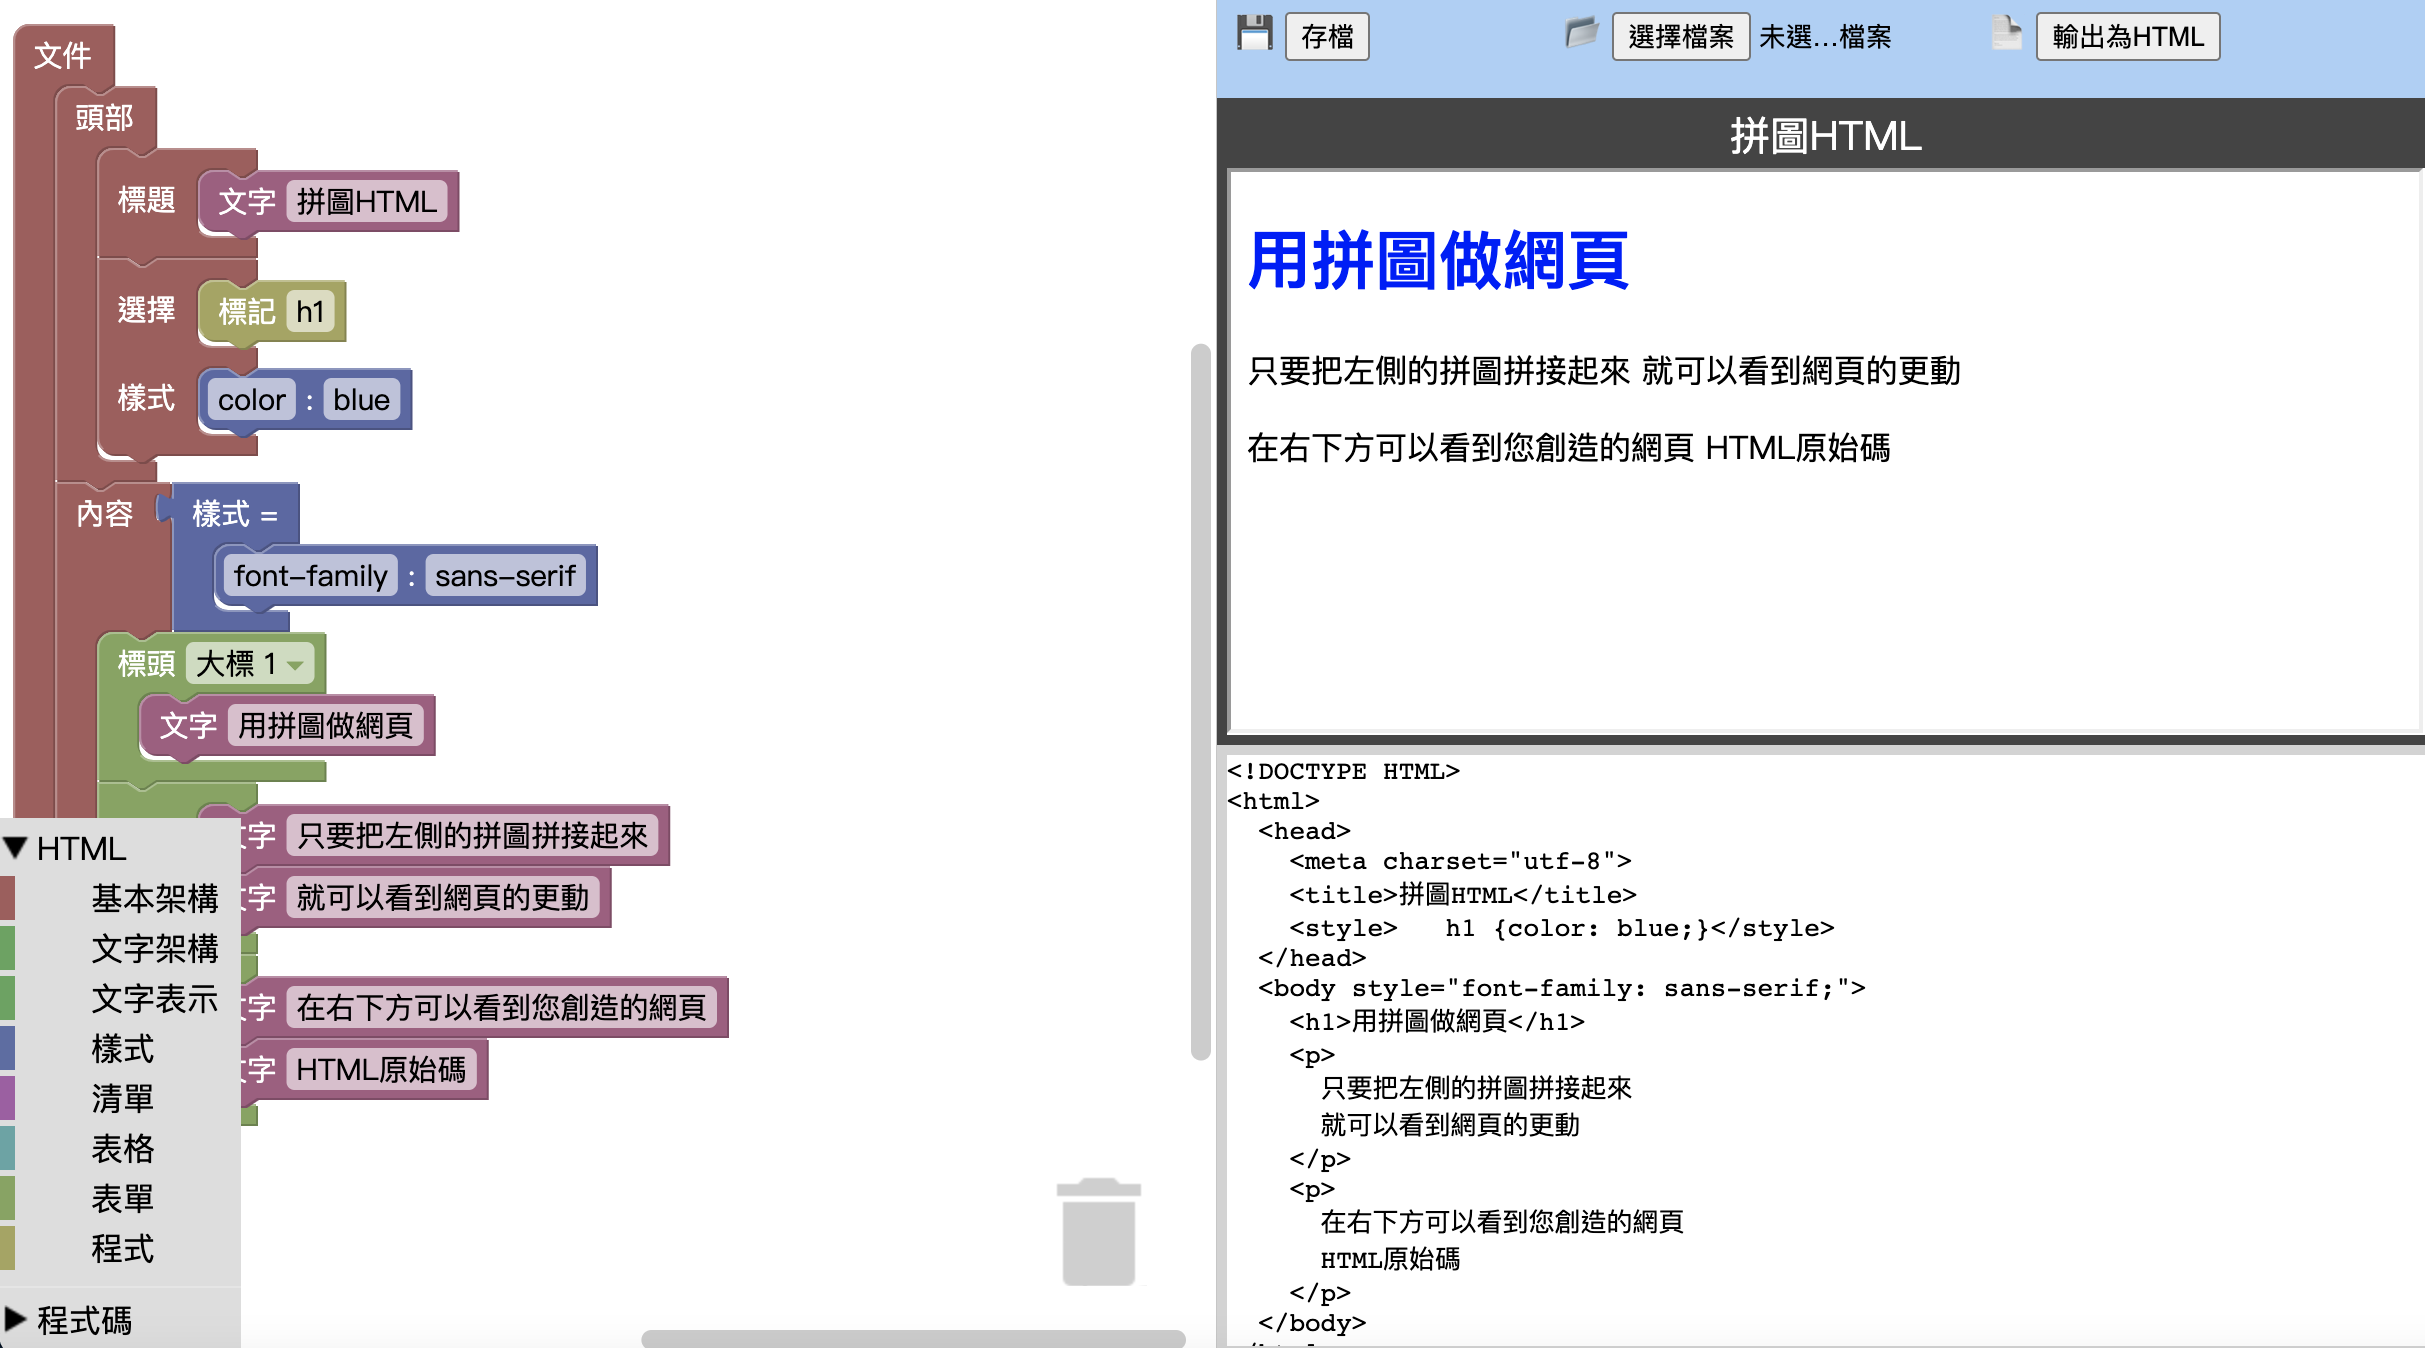 文件
頭部
標題 文字 拼圖HTML
選擇 標記 h1
樣式 color : blue
內容 樣式 =
font-family : sans-serif
標頭 大標 1
文字 用拼圖做網頁
字 只要把左側的拼圖拼接起來
字 就可以看到網頁的更動
字 在右下方可以看到您創造的網頁
字 HTML原始碼
▼ HTML
基本架構
文字架構
文字表示
樣式
清單
表格
表單
程式
▶ 程式碼
存檔 選擇檔案 未選…檔案 輸出為HTML
拼圖HTML
用拼圖做網頁
只要把左側的拼圖拼接起來 就可以看到網頁的更動
在右下方可以看到您創造的網頁 HTML原始碼
<!DOCTYPE HTML>
<html>
  <head>
    <meta charset="utf-8">
    <title>拼圖HTML</title>
    <style>   h1 {color: blue;}</style>
  </head>
  <body style="font-family: sans-serif;">
    <h1>用拼圖做網頁</h1>
    <p>
      只要把左側的拼圖拼接起來
      就可以看到網頁的更動
    </p>
    <p>
      在右下方可以看到您創造的網頁
      HTML原始碼
    </p>
  </body>